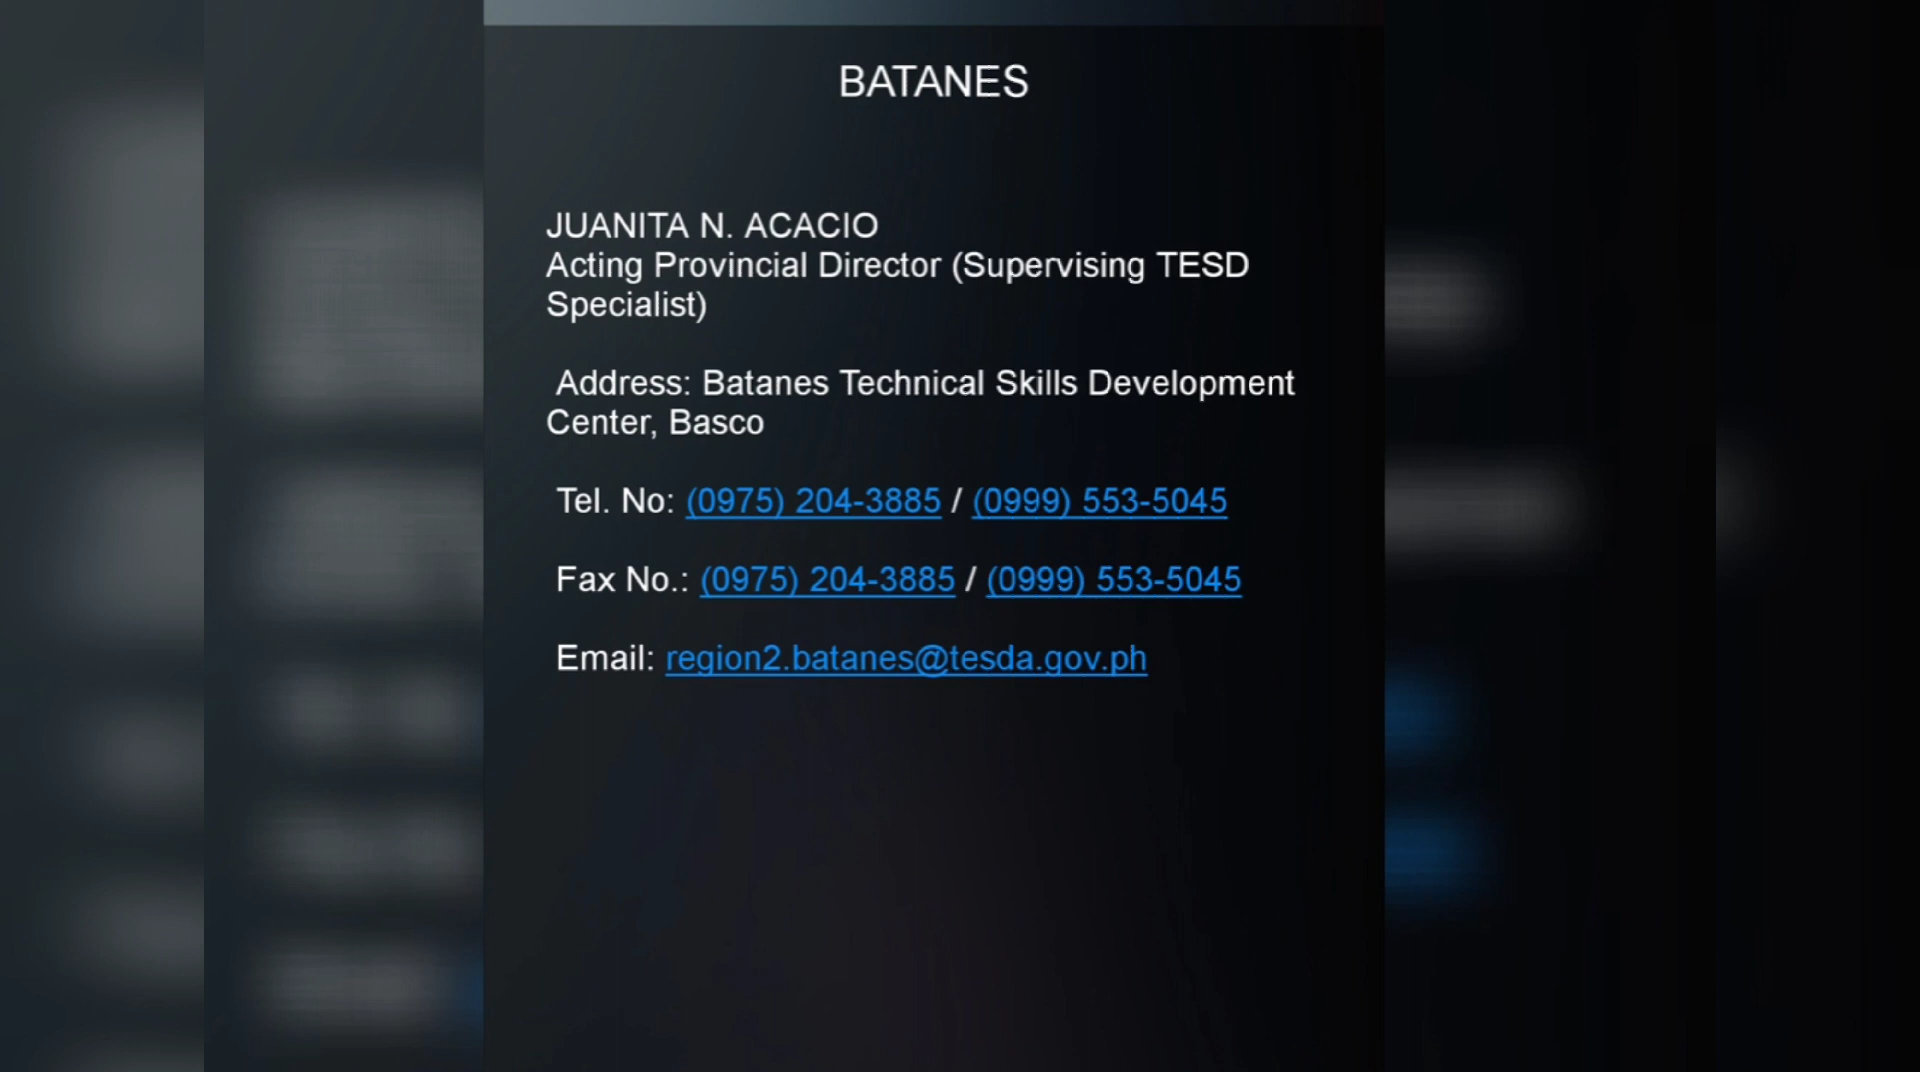 BATANES
JUANITA N. ACACIO
Acting Provincial Director (Supervising TESD
Specialist)
Address: Batanes Technical Skills Development
Center, Basco
Tel. No: (0975) 204-3885 / (0999) 553-5045
Fax No.: (0975) 204-3885 / (0999) 553-5045
Email: region2.batanes@tesda.gov.ph